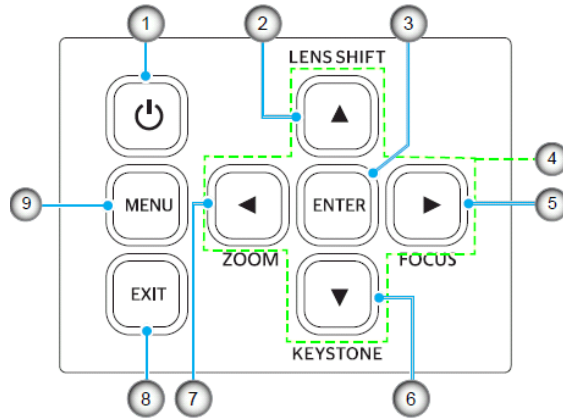 1 2 3
LENS SHIFT
4
9 MENU ENTER 5
ZOOM FOCUS
EXIT
KEYSTONE
8 7 6